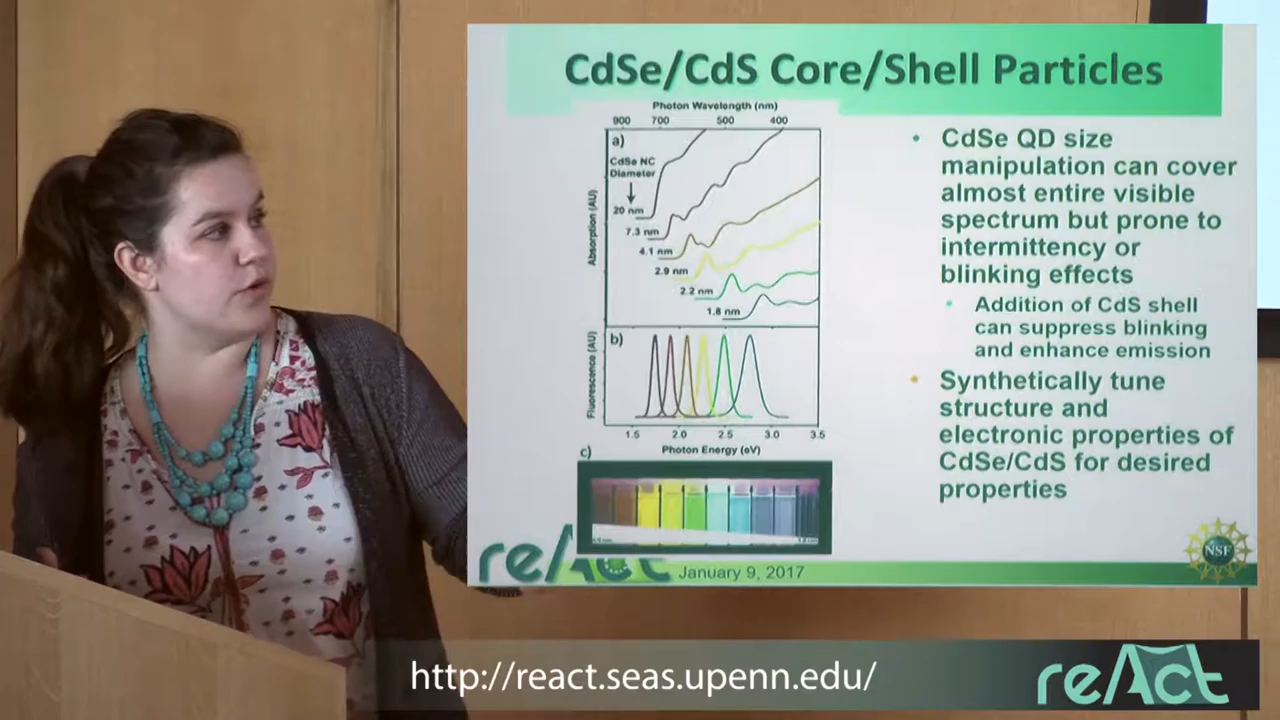 CdSe/CdS Core/Shell Particles
Photon Wavelength (nm)
900 700 500 400
a)
CdSe NC
Diameter
20 nm
7.3 nm
4.1 nm
2.9 nm
2.2 nm
1.8 nm
Absorption (AU)
b)
Fluorescence (AU)
1.5 2.0 2.5 3.0 3.5
Photon Energy (eV)
c)
• CdSe QD size
manipulation can cover
almost entire visible
spectrum but prone to
intermittency or
blinking effects
• Addition of CdS shell
can suppress blinking
and enhance emission
• Synthetically tune
structure and
electronic properties of
CdSe/CdS for desired
properties
reAct
January 9, 2017
NSF
http://react.seas.upenn.edu/
reAct